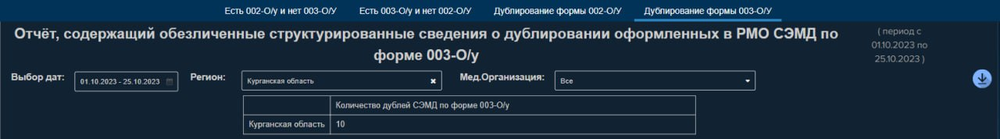 Есть 002-О/у и нет 003-О/У Есть 003-О/у и нет 002-О/У Дублирование формы 002-О/У Дублирование формы 003-О/У
Отчёт, содержащий обезличенные структурированные сведения о дублировании оформленных в РМО СЭМД по
форме 003-О/у
( период с
01.10.2023 по
25.10.2023 )
Выбор дат: 01.10.2023 - 25.10.2023 Регион: Курганская область Мед.Организация: Все
Количество дублей СЭМД по форме 003-О/у
Курганская область 10